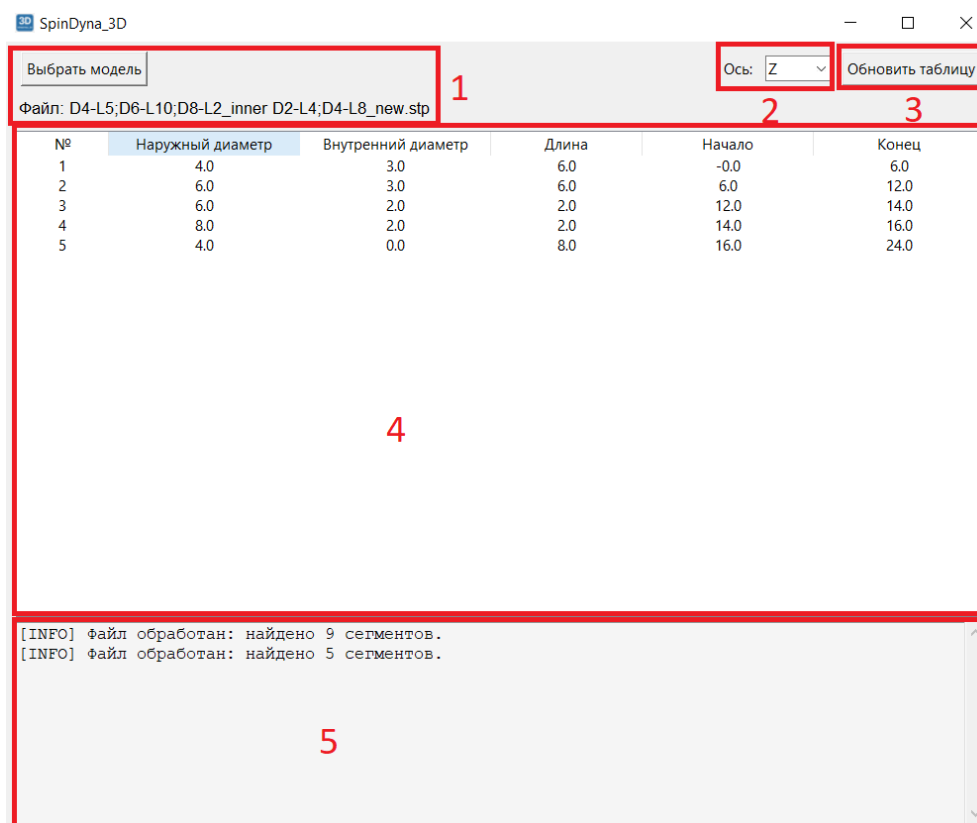 SpinDyna_3D
Выбрать модель
1
Ось: Z
2
Обновить таблицу
3
Файл: D4-L5;D6-L10;D8-L2_inner D2-L4;D4-L8_new.stp
№ Наружный диаметр Внутренний диаметр Длина Начало Конец
1 4.0 3.0 6.0 -0.0 6.0
2 6.0 3.0 6.0 6.0 12.0
3 6.0 2.0 2.0 12.0 14.0
4 8.0 2.0 2.0 14.0 16.0
5 4.0 0.0 8.0 16.0 24.0
4
[INFO] Файл обработан: найдено 9 сегментов.
[INFO] Файл обработан: найдено 5 сегментов.
5